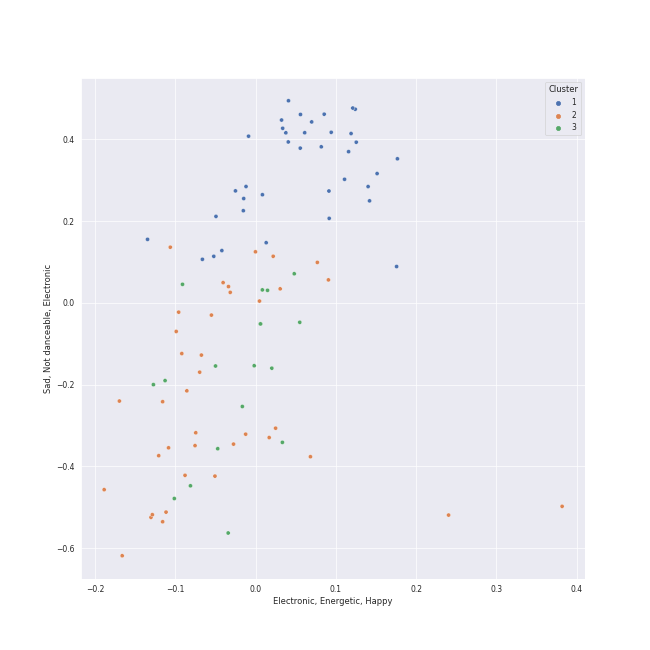 Cluster
1
2
3
0.4
0.2
0.0
−0.2
−0.4
−0.6
Sad, Not danceable, Electronic
−0.2 −0.1 0.0 0.1 0.2 0.3 0.4
Electronic, Energetic, Happy